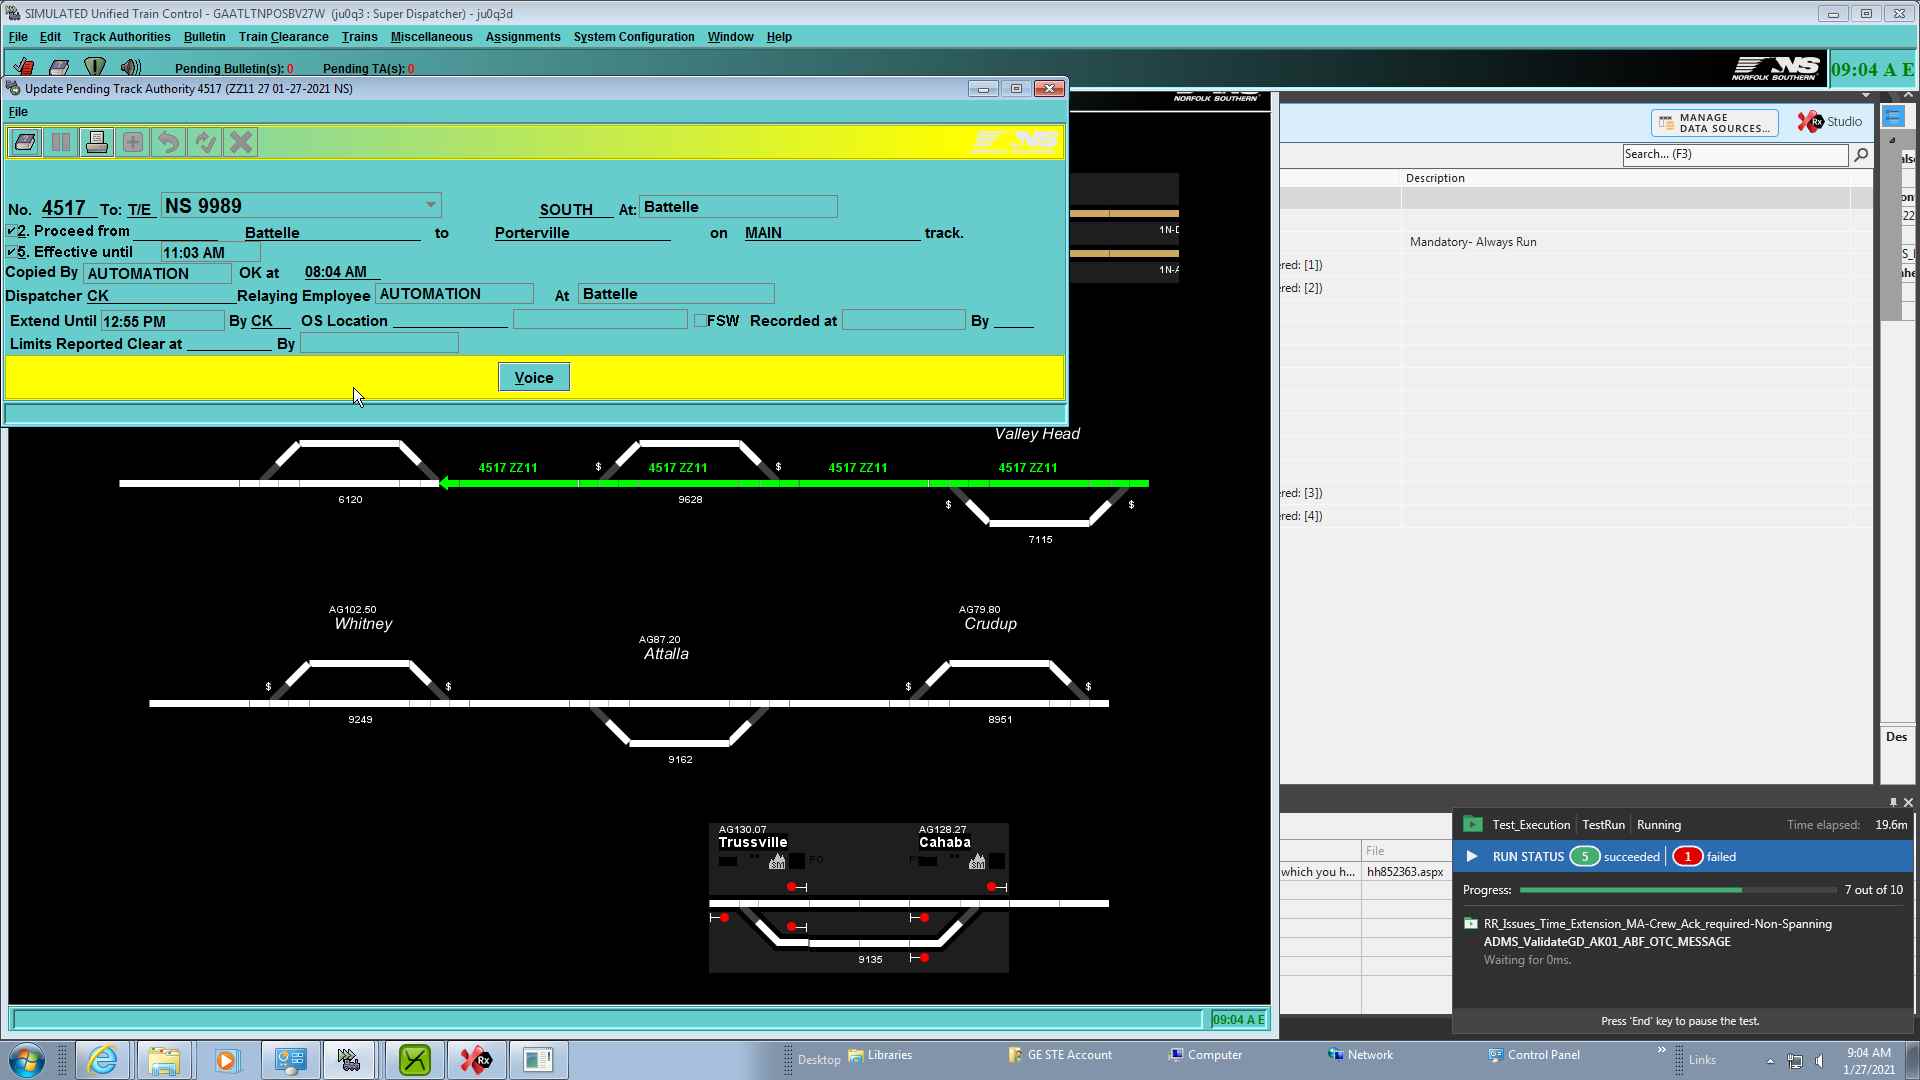 SIMULATED Unified Train Control - GAATLTNPOSBV27W (ju0q3 : Super Dispatcher) - ju0q3d
File Edit Track Authorities Bulletin Train Clearance Trains Miscellaneous Assignments System Configuration Window Help
Pending Bulletin(s): 0 Pending TA(s): 0
NS NORFOLK SOUTHERN
09:04 A E
Update Pending Track Authority 4517 (ZZ11 27 01-27-2021 NS)
NORFOLK SOUTHERN
File
MANAGE DATA SOURCES...
Rx Studio
NS
Search... (F3)
Description
No. 4517 To: T/E NS 9989 SOUTH At: Battelle
2. Proceed from Battelle to Porterville on MAIN track.
5. Effective until 11:03 AM
Copied By AUTOMATION OK at 08:04 AM
Dispatcher CK Relaying Employee AUTOMATION At Battelle
Extend Until 12:55 PM By CK OS Location FSW Recorded at By
Limits Reported Clear at By
Voice
1N-
1N-A
Mandatory- Always Run
ered: [1])
ered: [2])
ered: [3])
ered: [4])
Des
Valley Head
4517 ZZ11 $ 4517 ZZ11 $ 4517 ZZ11 4517 ZZ11
6120 9628 $ $
7115
AG102.50 AG79.80
Whitney Crudup
AG87.20
Attalla
$ $ $ $
9249 8951
9162
AG130.07 AG128.27
Trussville Cahaba
SM SM
9135
09:04 A E
File
which you h... hh852363.aspx
Test_Execution TestRun Running Time elapsed: 19.6m
RUN STATUS 5 succeeded 1 failed
Progress: 7 out of 10
RR_Issues_Time_Extension_MA-Crew_Ack_required-Non-Spanning
ADMS_ValidateGD_AK01_ABF_OTC_MESSAGE
Waiting for 0ms.
Press 'End' key to pause the test.
Rx
Desktop Libraries GE STE Account Computer Network Control Panel » Links
9:04 AM
1/27/2021